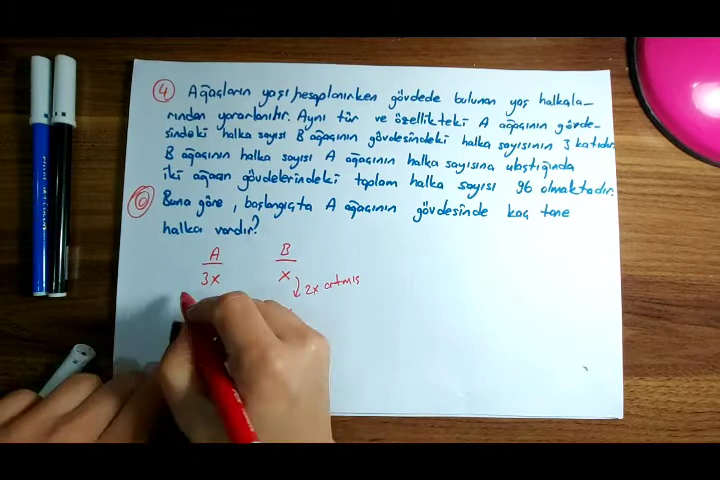 4 Ağaçların yaşı hesaplanırken gövdede bulunan yaş halkala-
rından yararlanılır. Aynı tür ve özellikteki A ağacının gövde-
sindeki halka sayısı B ağacının gövdesindeki halka sayısının 3 katıdır.
B ağacının halka sayısı A ağacının halka sayısına ulaştığında
iki ağacın gövdelerindeki toplam halka sayısı 96 olmaktadır.
6 Buna göre, başlangıçta A ağacının gövdesinde kaç tane
halka vardır?
A B
3x x
2x artmış